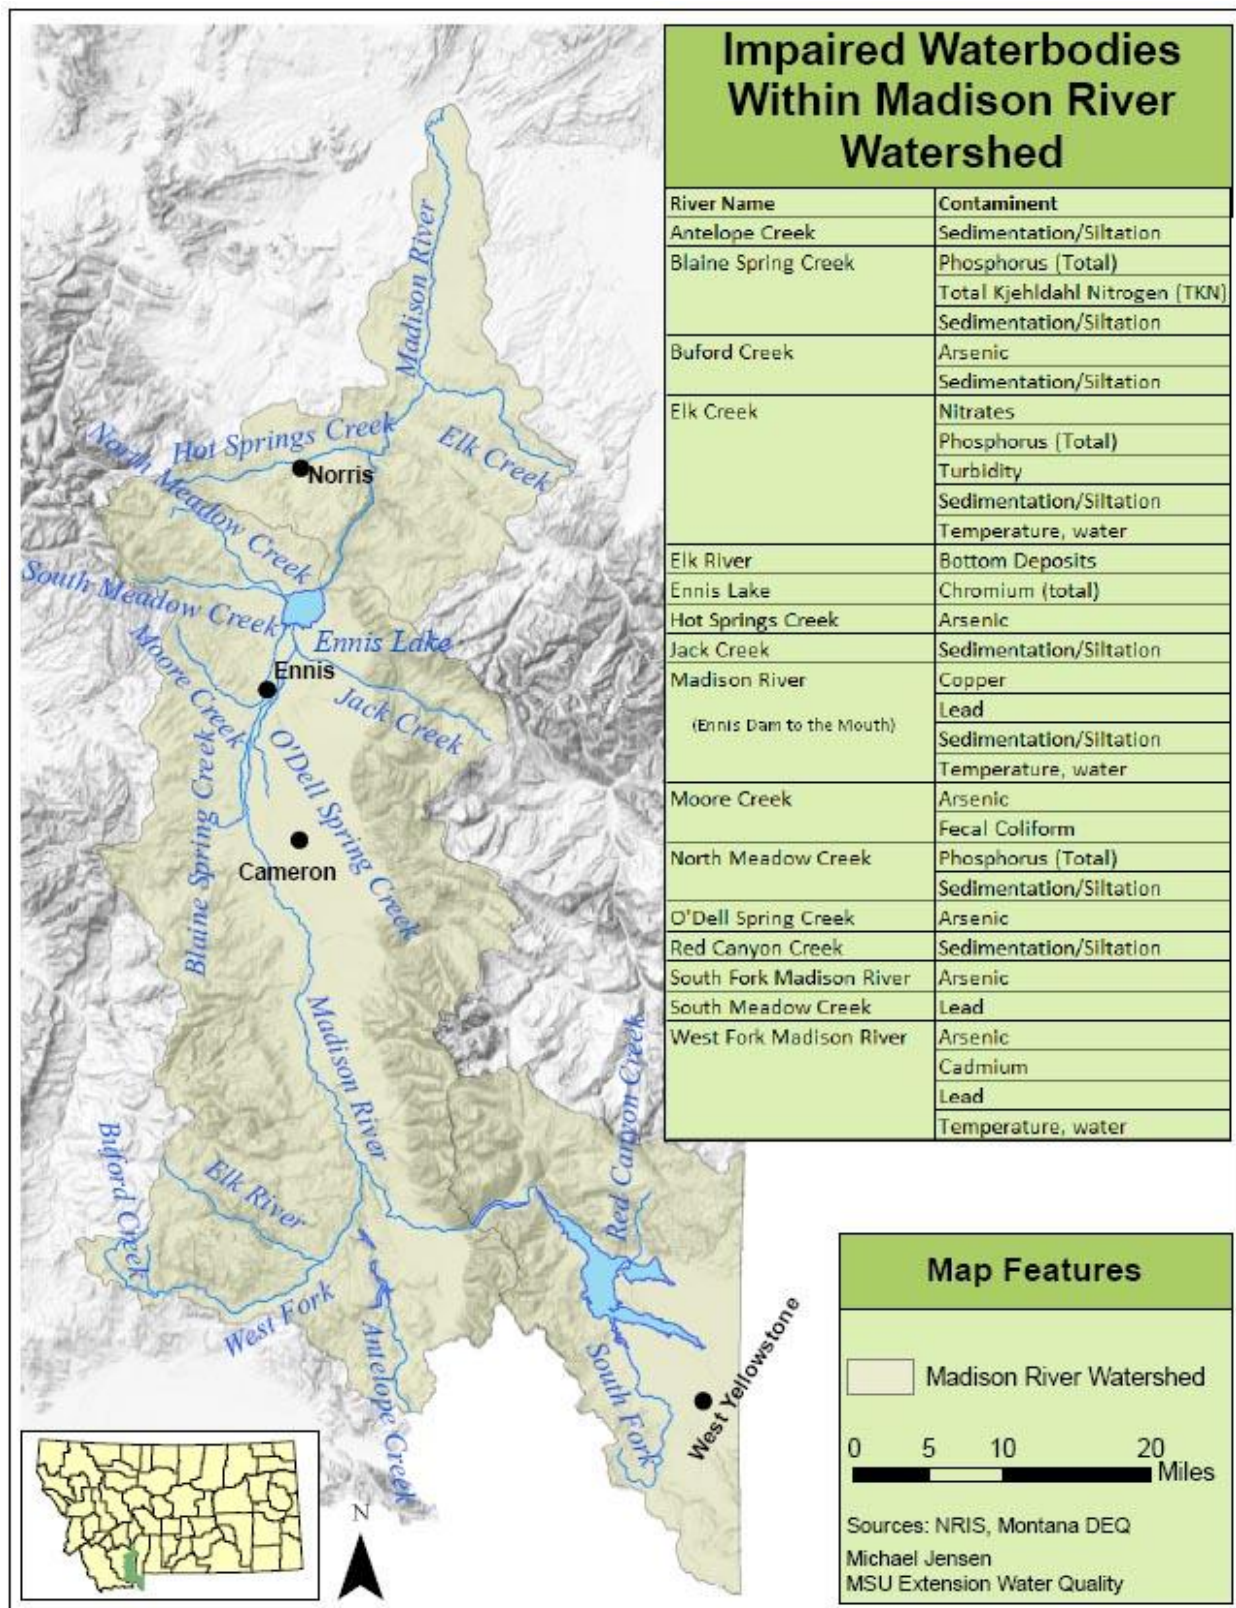 Impaired Waterbodies
Within Madison River
Watershed
River Name Contaminent
Antelope Creek Sedimentation/Siltation
Blaine Spring Creek Phosphorus (Total)
Total Kjehldahl Nitrogen (TKN)
Sedimentation/Siltation
Buford Creek Arsenic
Sedimentation/Siltation
Elk Creek Nitrates
Phosphorus (Total)
Turbidity
Sedimentation/Siltation
Temperature, water
Elk River Bottom Deposits
Ennis Lake Chromium (total)
Hot Springs Creek Arsenic
Jack Creek Sedimentation/Siltation
Madison River Copper
Lead
(Ennis Dam to the Mouth) Sedimentation/Siltation
Temperature, water
Moore Creek Arsenic
Fecal Coliform
North Meadow Creek Phosphorus (Total)
Sedimentation/Siltation
O'Dell Spring Creek Arsenic
Red Canyon Creek Sedimentation/Siltation
South Fork Madison River Arsenic
South Meadow Creek Lead
West Fork Madison River Arsenic
Cadmium
Lead
Temperature, water
Madison River
Hot Springs Creek
Elk Creek
Norris
North Meadow Creek
South Meadow Creek
Ennis Lake
Moore Creek
Ennis
Jack Creek
O'Dell Spring Creek
Blaine Spring Creek
Cameron
Madison River
Red Canyon Creek
Buford Creek
Elk River
West Fork
Antelope Creek
South Fork
West Yellowstone
N
Map Features
Madison River Watershed
0 5 10 20
Miles
Sources: NRIS, Montana DEQ
Michael Jensen
MSU Extension Water Quality